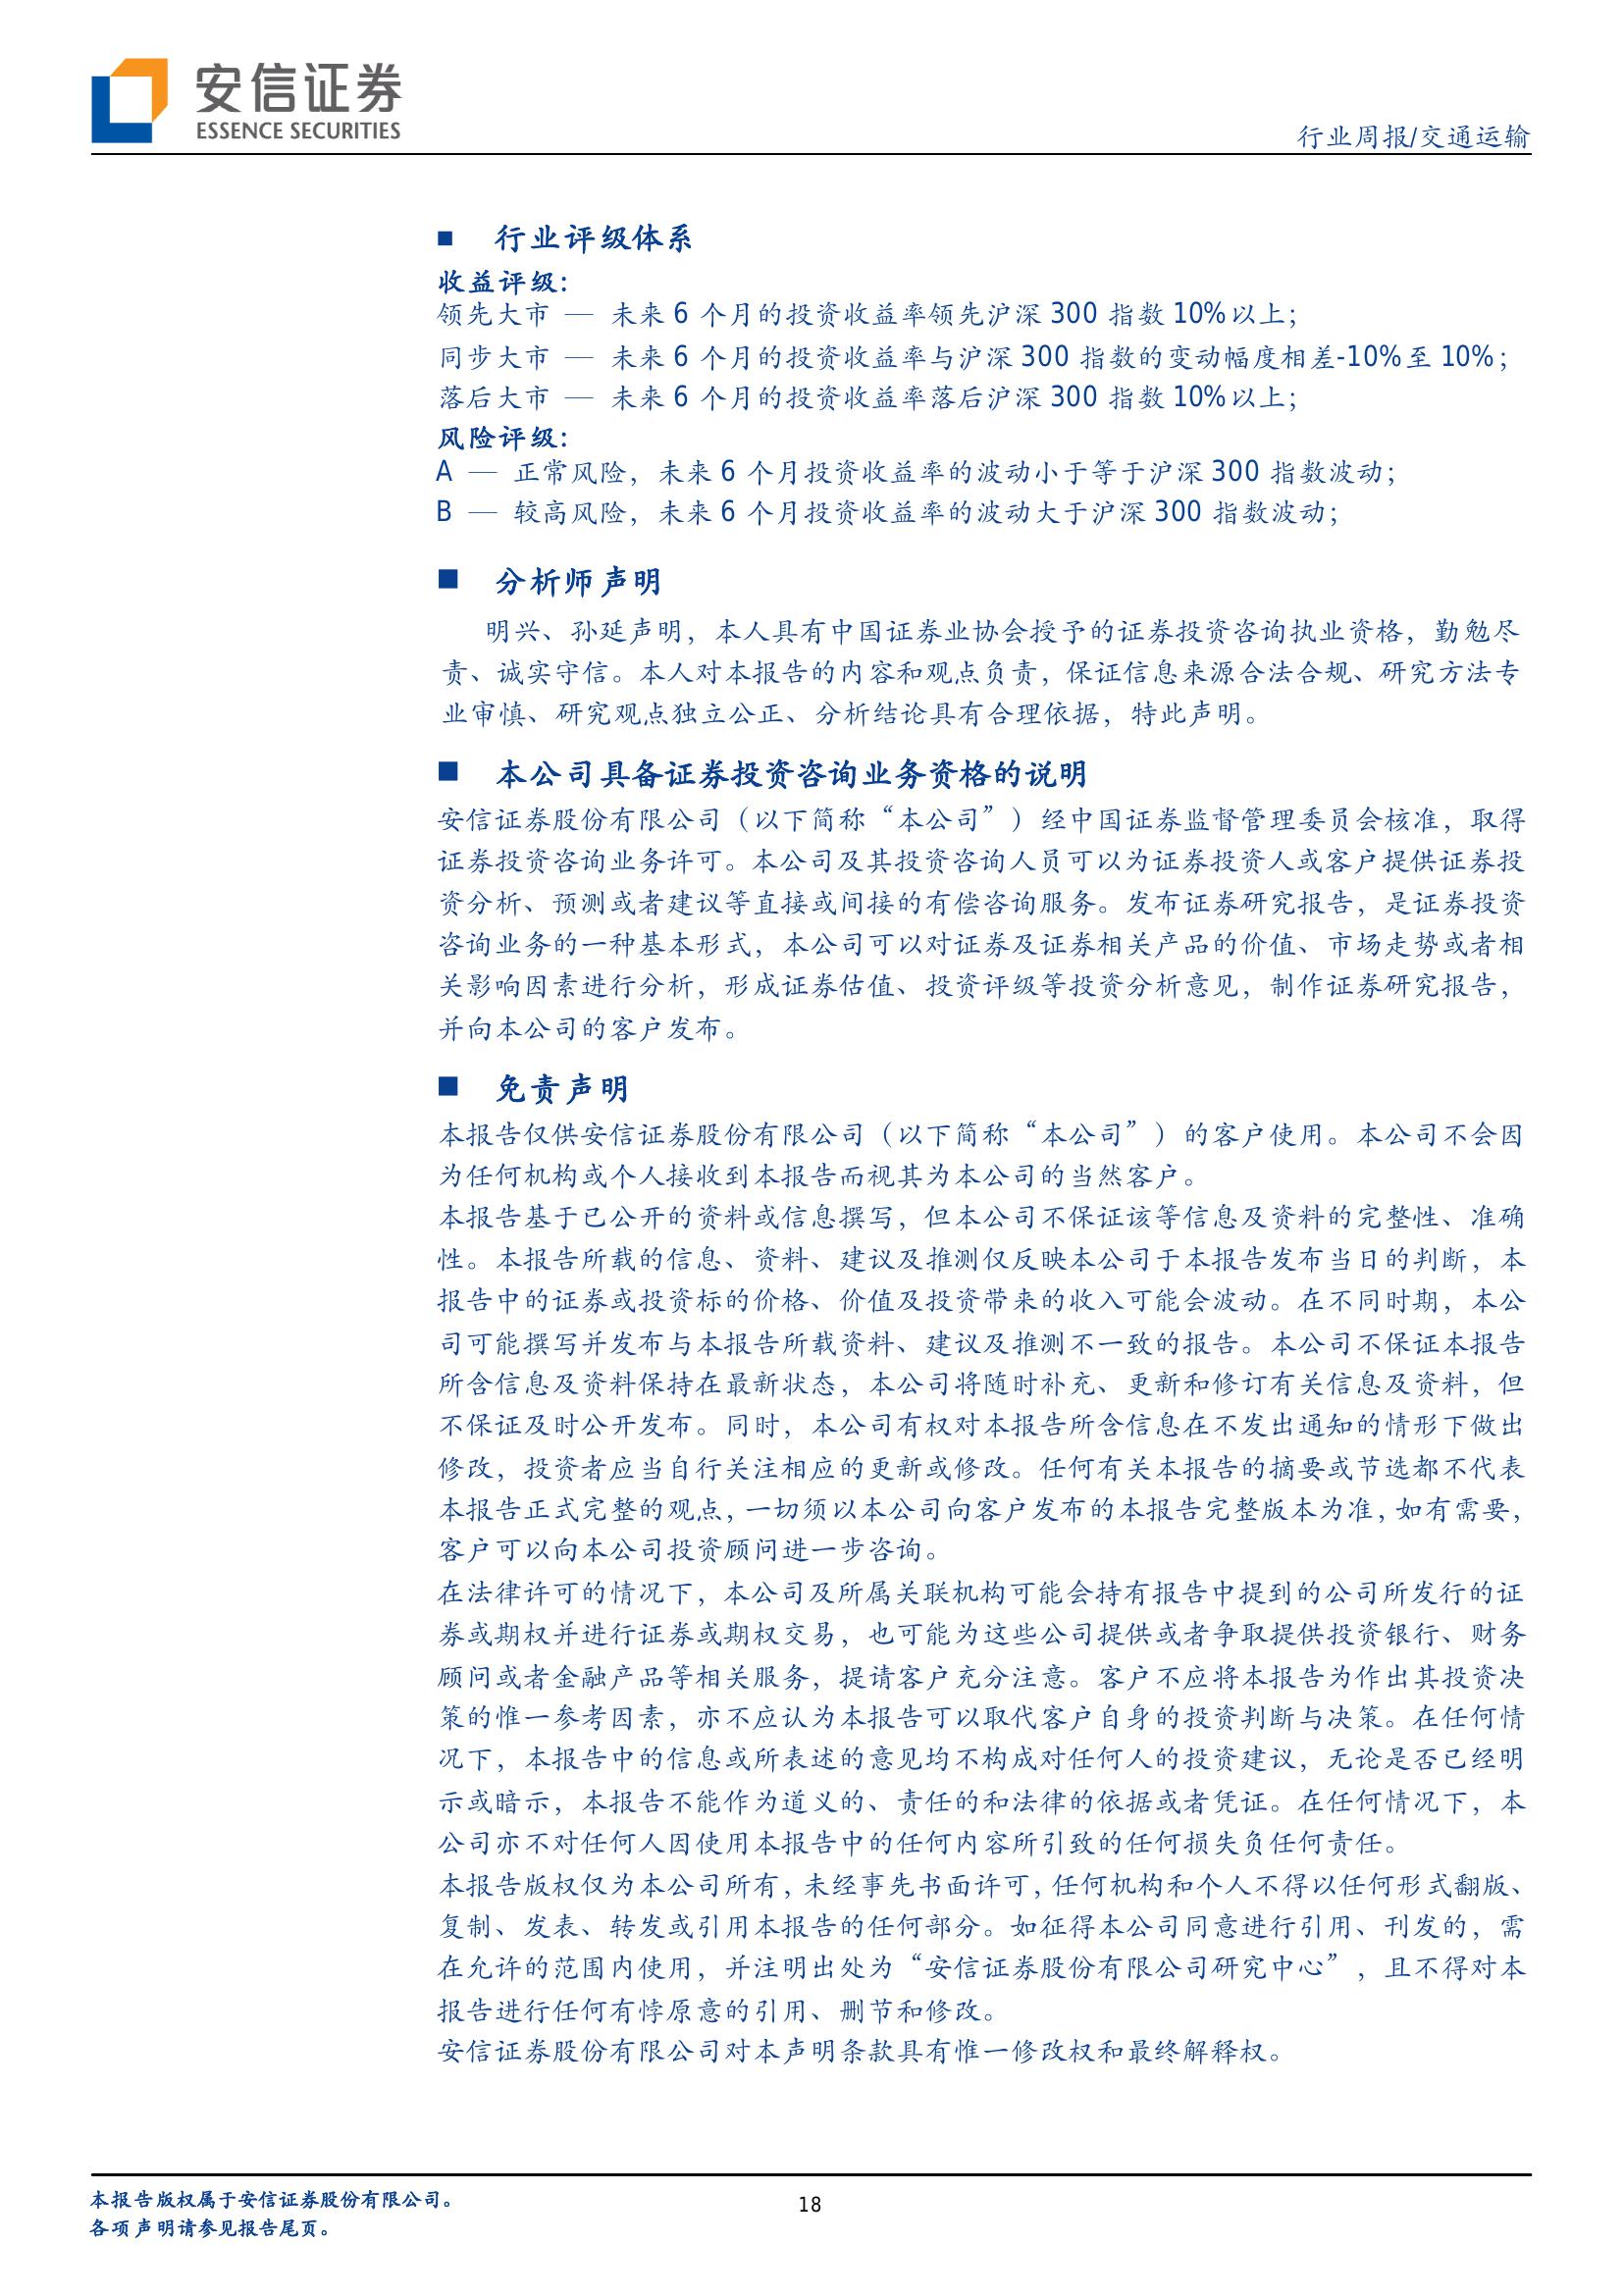 安信证券
ESSENCE SECURITIES
行业周报/交通运输
■ 行业评级体系
收益评级：
领先大市 — 未来 6 个月的投资收益率领先沪深 300 指数 10%以上；
同步大市 — 未来 6 个月的投资收益率与沪深 300 指数的变动幅度相差-10%至 10%；
落后大市 — 未来 6 个月的投资收益率落后沪深 300 指数 10%以上；
风险评级：
A — 正常风险，未来 6 个月投资收益率的波动小于等于沪深 300 指数波动；
B — 较高风险，未来 6 个月投资收益率的波动大于沪深 300 指数波动；
■ 分析师声明
明兴、孙延声明，本人具有中国证券业协会授予的证券投资咨询执业资格，勤勉尽
责、诚实守信。本人对本报告的内容和观点负责，保证信息来源合法合规、研究方法专
业审慎、研究观点独立公正、分析结论具有合理依据，特此声明。
■ 本公司具备证券投资咨询业务资格的说明
安信证券股份有限公司（以下简称“本公司”）经中国证券监督管理委员会核准，取得
证券投资咨询业务许可。本公司及其投资咨询人员可以为证券投资人或客户提供证券投
资分析、预测或者建议等直接或间接的有偿咨询服务。发布证券研究报告，是证券投资
咨询业务的一种基本形式，本公司可以对证券及证券相关产品的价值、市场走势或者相
关影响因素进行分析，形成证券估值、投资评级等投资分析意见，制作证券研究报告，
并向本公司的客户发布。
■ 免责声明
本报告仅供安信证券股份有限公司（以下简称“本公司”）的客户使用。本公司不会因
为任何机构或个人接收到本报告而视其为本公司的当然客户。
本报告基于已公开的资料或信息撰写，但本公司不保证该等信息及资料的完整性、准确
性。本报告所载的信息、资料、建议及推测仅反映本公司于本报告发布当日的判断，本
报告中的证券或投资标的价格、价值及投资带来的收入可能会波动。在不同时期，本公
司可能撰写并发布与本报告所载资料、建议及推测不一致的报告。本公司不保证本报告
所含信息及资料保持在最新状态，本公司将随时补充、更新和修订有关信息及资料，但
不保证及时公开发布。同时，本公司有权对本报告所含信息在不发出通知的情形下做出
修改，投资者应当自行关注相应的更新或修改。任何有关本报告的摘要或节选都不代表
本报告正式完整的观点，一切须以本公司向客户发布的本报告完整版本为准，如有需要，
客户可以向本公司投资顾问进一步咨询。
在法律许可的情况下，本公司及所属关联机构可能会持有报告中提到的公司所发行的证
券或期权并进行证券或期权交易，也可能为这些公司提供或者争取提供投资银行、财务
顾问或者金融产品等相关服务，提请客户充分注意。客户不应将本报告为作出其投资决
策的惟一参考因素，亦不应认为本报告可以取代客户自身的投资判断与决策。在任何情
况下，本报告中的信息或所表述的意见均不构成对任何人的投资建议，无论是否已经明
示或暗示，本报告不能作为道义的、责任的和法律的依据或者凭证。在任何情况下，本
公司亦不对任何人因使用本报告中的任何内容所引致的任何损失负任何责任。
本报告版权仅为本公司所有，未经事先书面许可，任何机构和个人不得以任何形式翻版、
复制、发表、转发或引用本报告的任何部分。如征得本公司同意进行引用、刊发的，需
在允许的范围内使用，并注明出处为“安信证券股份有限公司研究中心”，且不得对本
报告进行任何有悖原意的引用、删节和修改。
安信证券股份有限公司对本声明条款具有惟一修改权和最终解释权。
本报告版权属于安信证券股份有限公司。
各项声明请参见报告尾页。
18